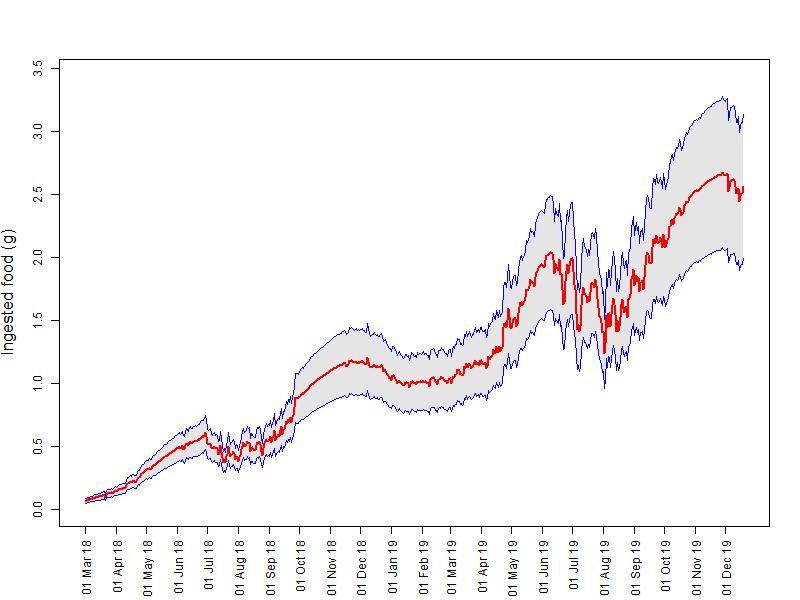 Ingested food (g)
3.5
3.0
2.5
2.0
1.5
1.0
0.5
0.0
01 Mar 18
01 Apr 18
01 May 18
01 Jun 18
01 Jul 18
01 Aug 18
01 Sep 18
01 Oct 18
01 Nov 18
01 Dec 18
01 Jan 19
01 Feb 19
01 Mar 19
01 Apr 19
01 May 19
01 Jun 19
01 Jul 19
01 Aug 19
01 Sep 19
01 Oct 19
01 Nov 19
01 Dec 19